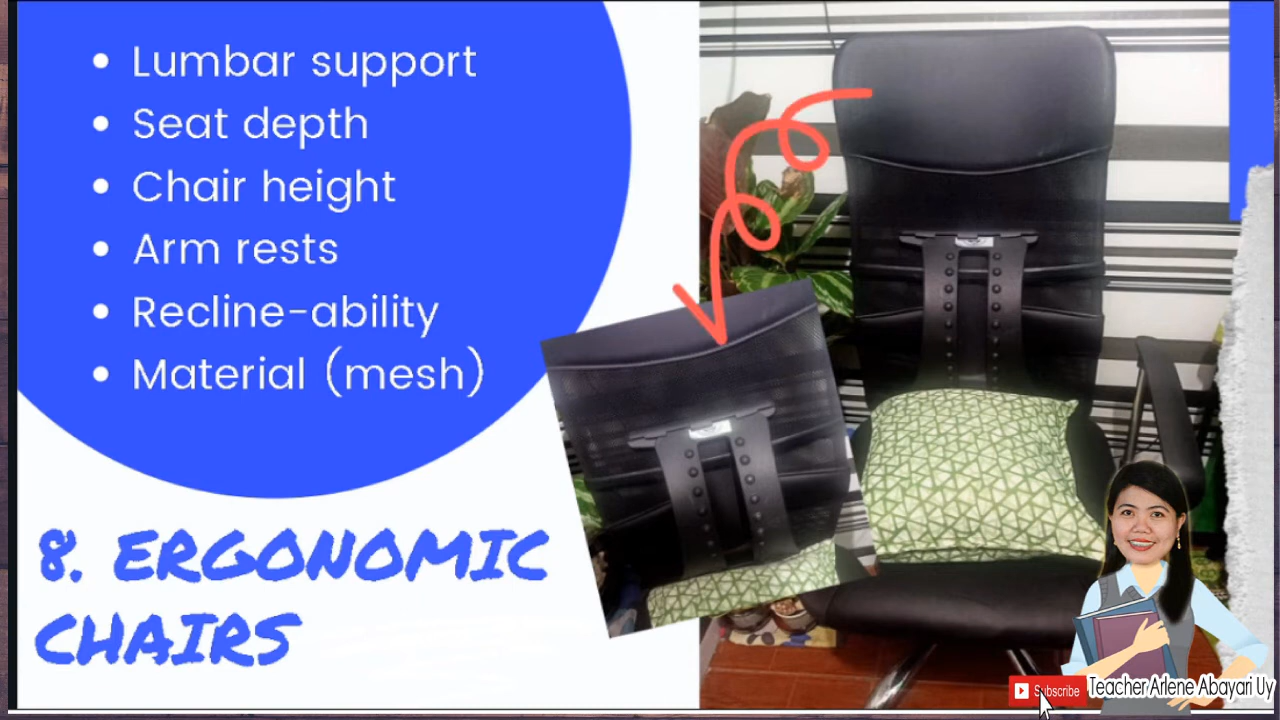 Lumbar support
Seat depth
Chair height
Arm rests
Recline-ability
Material (mesh)
8. ERGONOMIC
CHAIRS
Subscribe
Teacher Arlene Abayari Uy